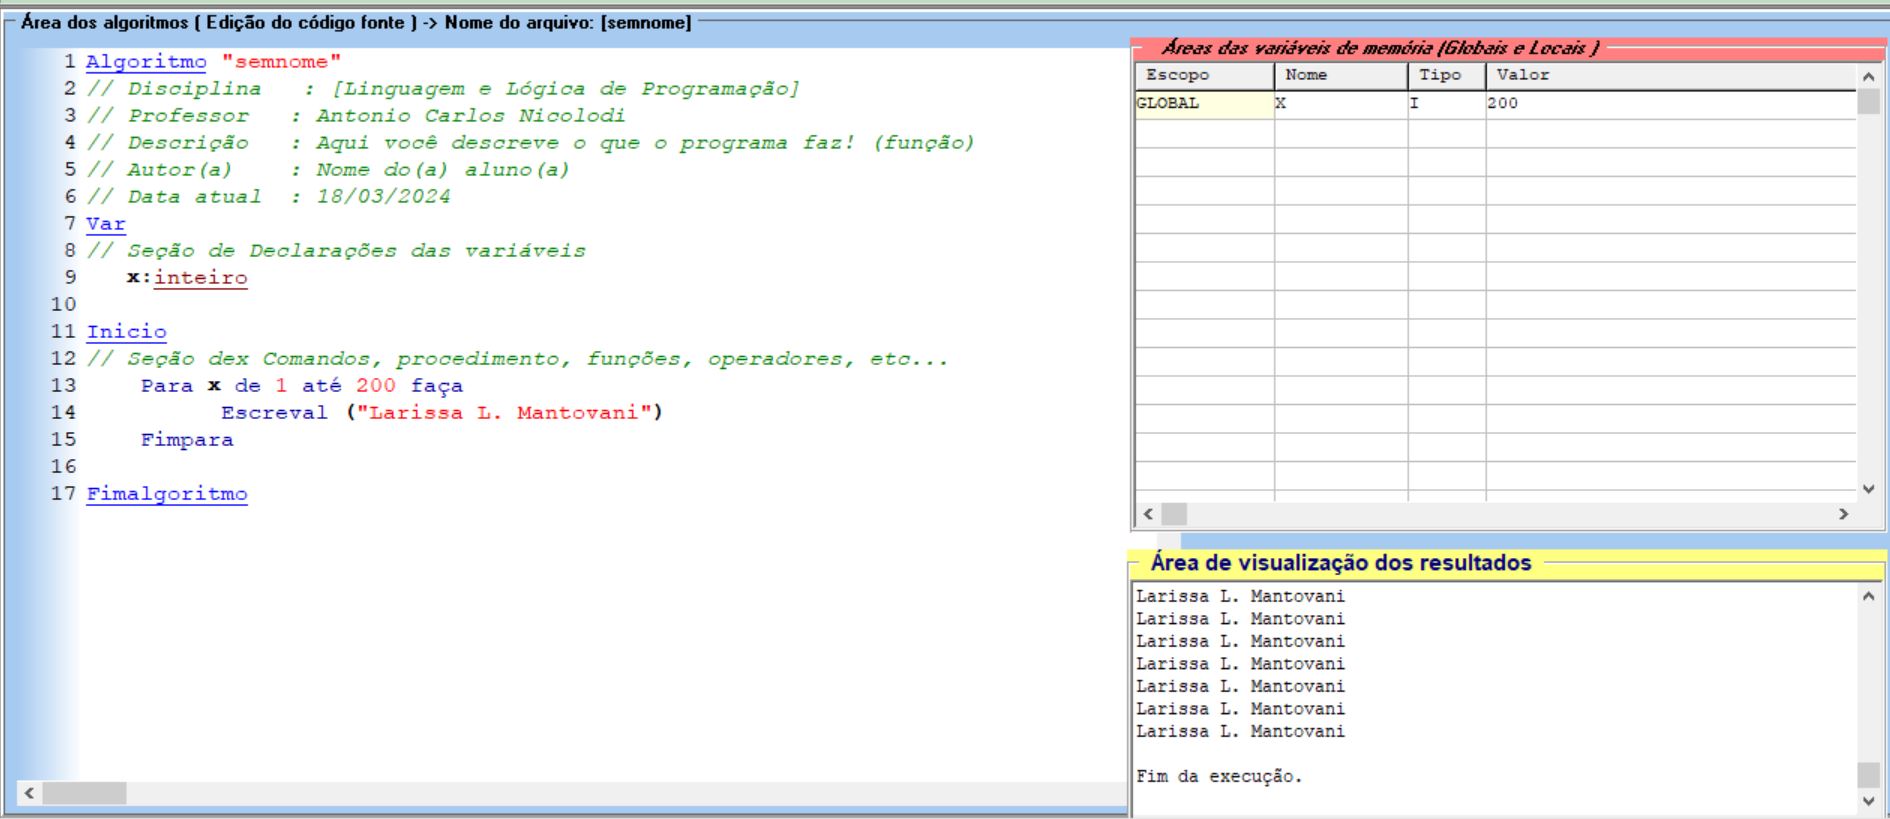 Área dos algoritmos ( Edição do código fonte ) -> Nome do arquivo: [semnome]
1 Algoritmo "semnome"
2 // Disciplina   : [Linguagem e Lógica de Programação]
3 // Professor   : Antonio Carlos Nicolodi
4 // Descrição   : Aqui você descreve o que o programa faz! (função)
5 // Autor(a)    : Nome do(a) aluno(a)
6 // Data atual  : 18/03/2024
7 Var
8 // Seção de Declarações das variáveis
9    x:inteiro
10
11 Inicio
12 // Seção dex Comandos, procedimento, funções, operadores, etc...
13     Para x de 1 até 200 faça
14           Escreval ("Larissa L. Mantovani")
15     Fimpara
16
17 Fimalgoritmo
Áreas das variáveis de memória (Globais e Locais )
Escopo Nome Tipo Valor
GLOBAL X I 200
Área de visualização dos resultados
Larissa L. Mantovani
Larissa L. Mantovani
Larissa L. Mantovani
Larissa L. Mantovani
Larissa L. Mantovani
Larissa L. Mantovani
Larissa L. Mantovani
Fim da execução.